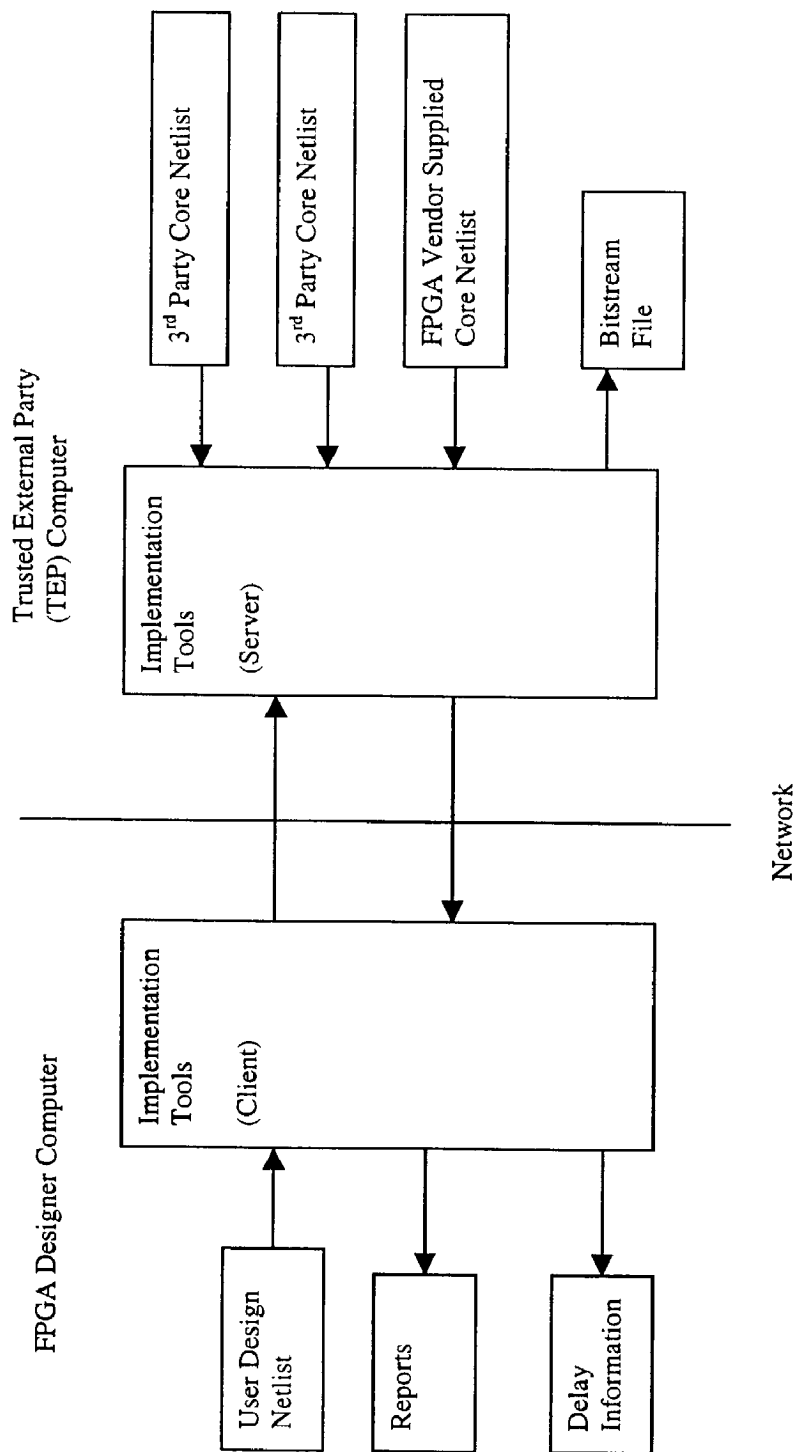 FPGA Designer Computer
Trusted External Party
(TEP) Computer
User Design
Netlist
Reports
Delay
Information
Implementation
Tools
(Client)
Network
Implementation
Tools
(Server)
3rd Party Core Netlist
3rd Party Core Netlist
FPGA Vendor Supplied
Core Netlist
Bitstream
File